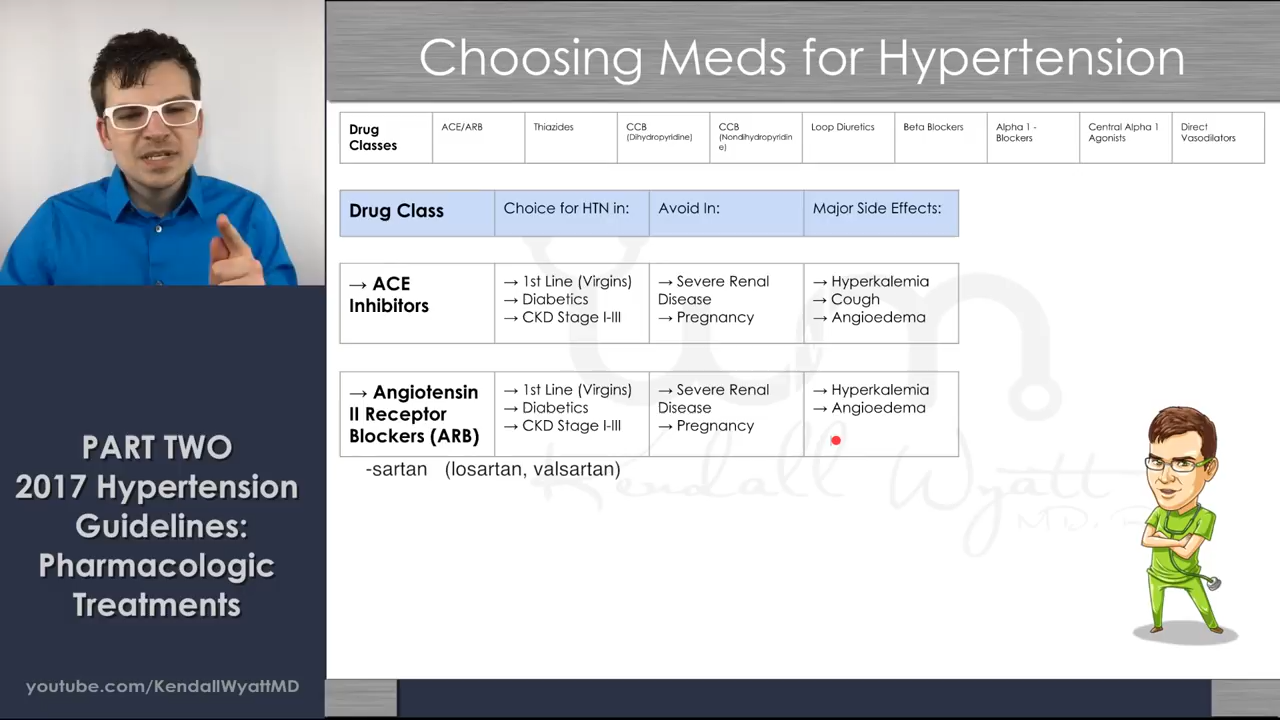 Choosing Meds for Hypertension
Drug
Classes
ACE/ARB
Thiazides
CCB
(Dihydropyridine)
CCB
(Nondihydropyridin
e)
Loop Diuretics
Beta Blockers
Alpha 1 -
Blockers
Central Alpha 1
Agonists
Direct
Vasodilators
Drug Class
Choice for HTN in:
Avoid In:
Major Side Effects:
→ ACE
Inhibitors
→ 1st Line (Virgins)
→ Diabetics
→ CKD Stage I-III
→ Severe Renal
Disease
→ Pregnancy
→ Hyperkalemia
→ Cough
→ Angioedema
→ Angiotensin
II Receptor
Blockers (ARB)
→ 1st Line (Virgins)
→ Diabetics
→ CKD Stage I-III
→ Severe Renal
Disease
→ Pregnancy
→ Hyperkalemia
→ Angioedema
-sartan (losartan, valsartan)
Kendall Wyatt
PART TWO
2017 Hypertension
Guidelines:
Pharmacologic
Treatments
youtube.com/KendallWyattMD